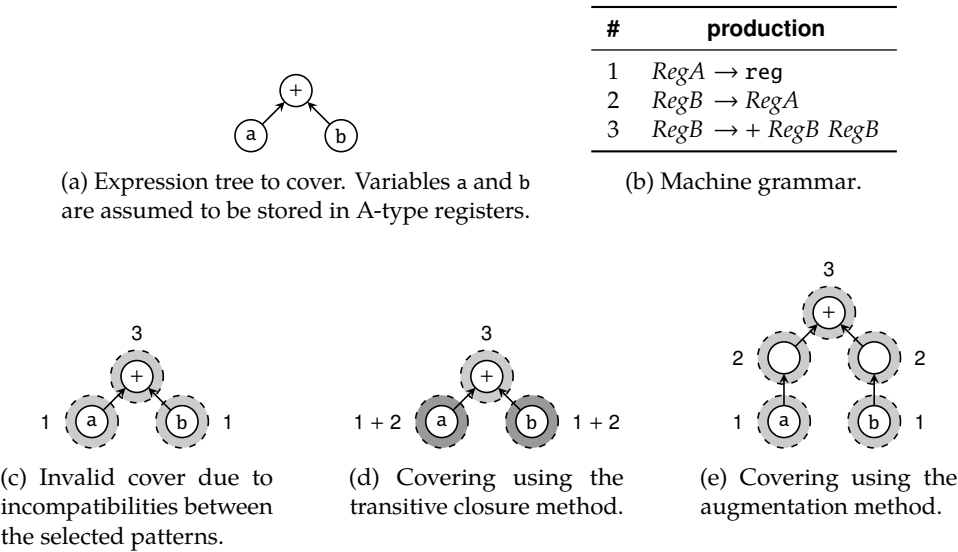 # production
1 RegA → reg
2 RegB → RegA
3 RegB → + RegB RegB
+
a b
(a) Expression tree to cover. Variables a and b
are assumed to be stored in A-type registers.
(b) Machine grammar.
3
+
1 a b 1
(c) Invalid cover due to
incompatibilities between
the selected patterns.
3
+
1 + 2 a b 1 + 2
(d) Covering using the
transitive closure method.
3
+
2 2
1 a b 1
(e) Covering using the
augmentation method.